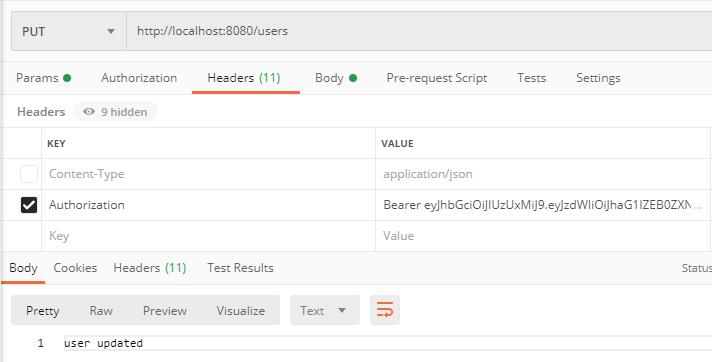 PUT http://localhost:8080/users
Params Authorization Headers (11) Body Pre-request Script Tests Settings
Headers 9 hidden
KEY VALUE
Content-Type application/json
Authorization Bearer eyJhbGciOiJIUzUxMiJ9.eyJzdWIiOiJhaG1lZEB0ZXN...
Key Value
Body Cookies Headers (11) Test Results Status
Pretty Raw Preview Visualize Text
1 user updated